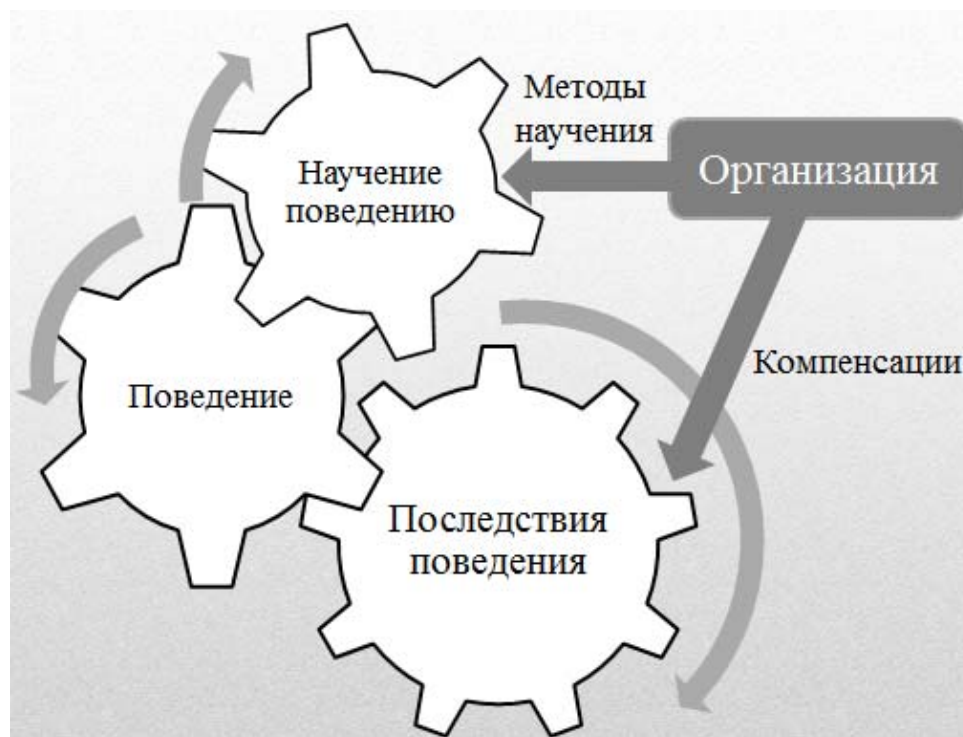 Методы
научения
Организация
Научение
поведению
Компенсации
Поведение
Последствия
поведения